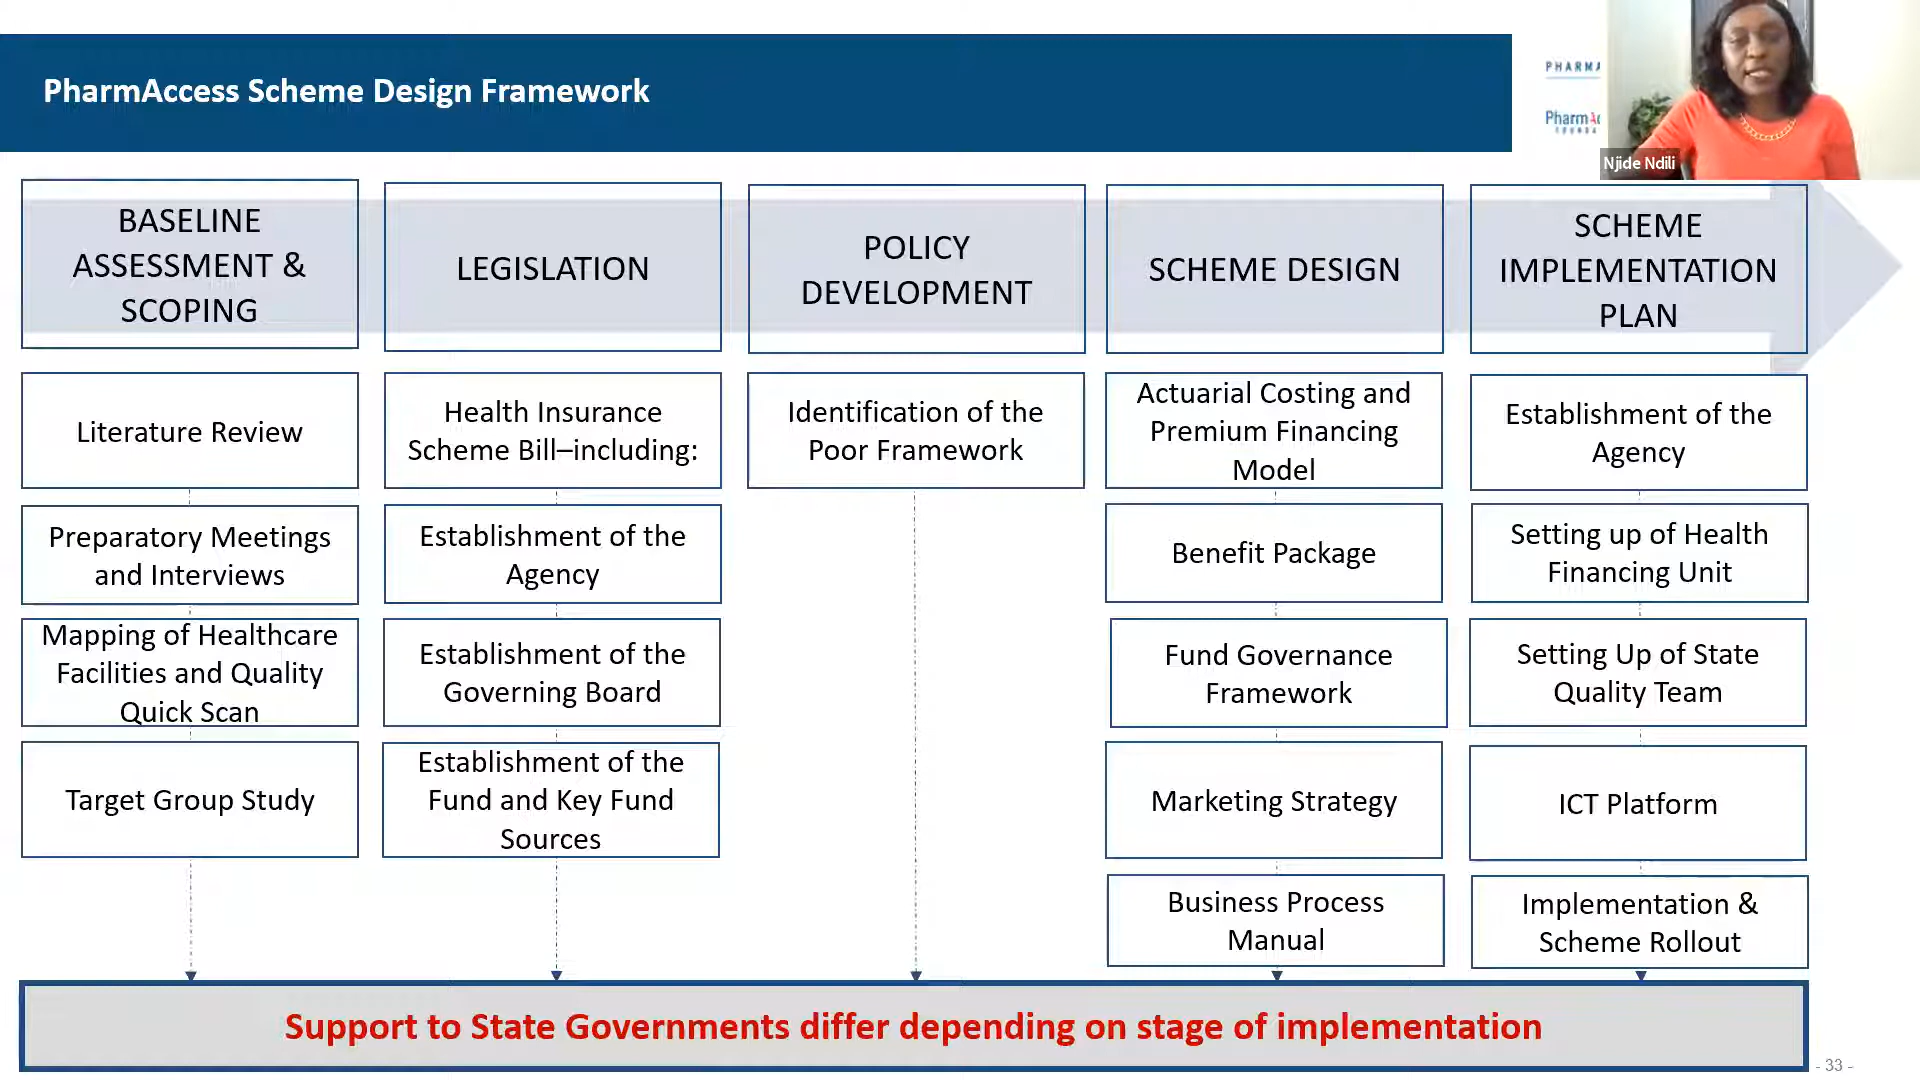 PharmAccess Scheme Design Framework
Njide Ndili
BASELINE
ASSESSMENT &
SCOPING
LEGISLATION
POLICY
DEVELOPMENT
SCHEME DESIGN
SCHEME
IMPLEMENTATION
PLAN
Literature Review
Preparatory Meetings
and Interviews
Mapping of Healthcare
Facilities and Quality
Quick Scan
Target Group Study
Health Insurance
Scheme Bill–including:
Establishment of the
Agency
Establishment of the
Governing Board
Establishment of the
Fund and Key Fund
Sources
Identification of the
Poor Framework
Actuarial Costing and
Premium Financing
Model
Benefit Package
Fund Governance
Framework
Marketing Strategy
Business Process
Manual
Establishment of the
Agency
Setting up of Health
Financing Unit
Setting Up of State
Quality Team
ICT Platform
Implementation &
Scheme Rollout
Support to State Governments differ depending on stage of implementation
- 33 -